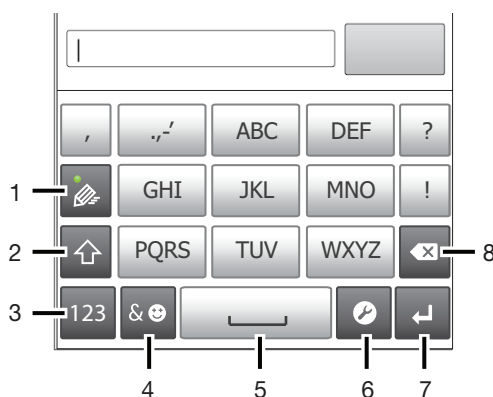 , .,-′ ABC DEF ?
1 GHI JKL MNO !
2 PQRS TUV WXYZ 8
3 123 &
4 5 6 7